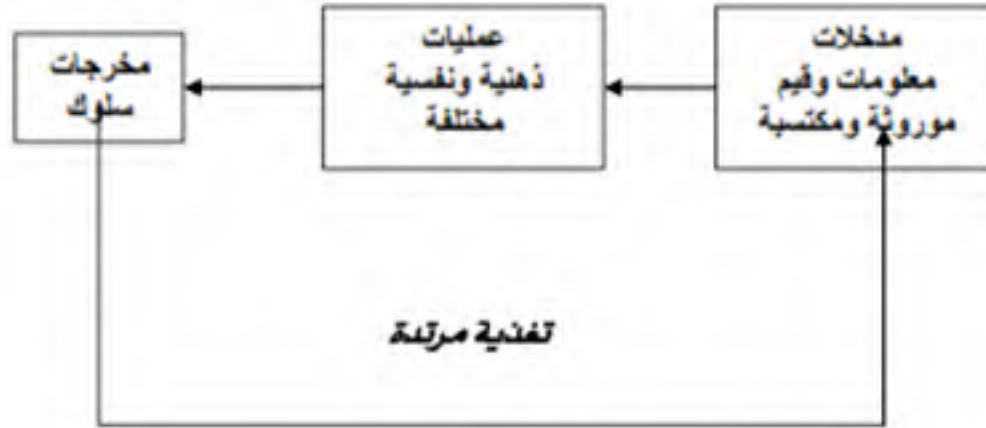 مدخلات
معلومات وقيم
موروثة ومكتسبة
عمليات
ذهنية ونفسية
مختلفة
مخرجات
سلوك
تغذية مرتدة